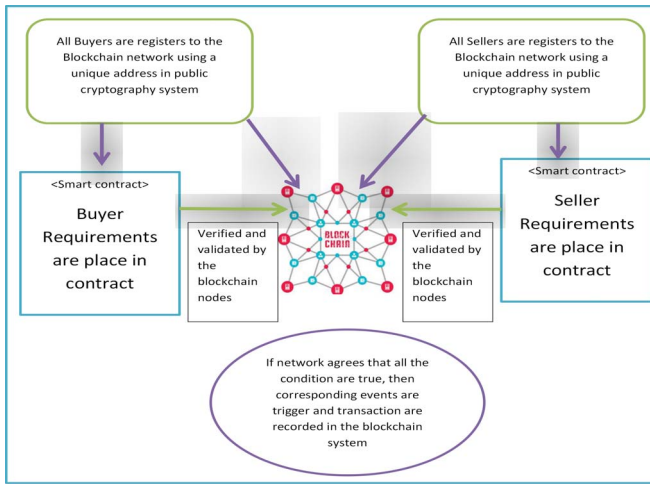 All Buyers are registers to the
Blockchain network using a
unique address in public
cryptography system
All Sellers are registers to the
Blockchain network using a
unique address in public
cryptography system
<Smart contract>
Buyer
Requirements
are place in
contract
Verified and
validated by
the
blockchain
nodes
BLOCK
CHAIN
Verified and
validated by
the
blockchain
nodes
<Smart contract>
Seller
Requirements
are place in
contract
If network agrees that all the
condition are true, then
corresponding events are
trigger and transaction are
recorded in the blockchain
system